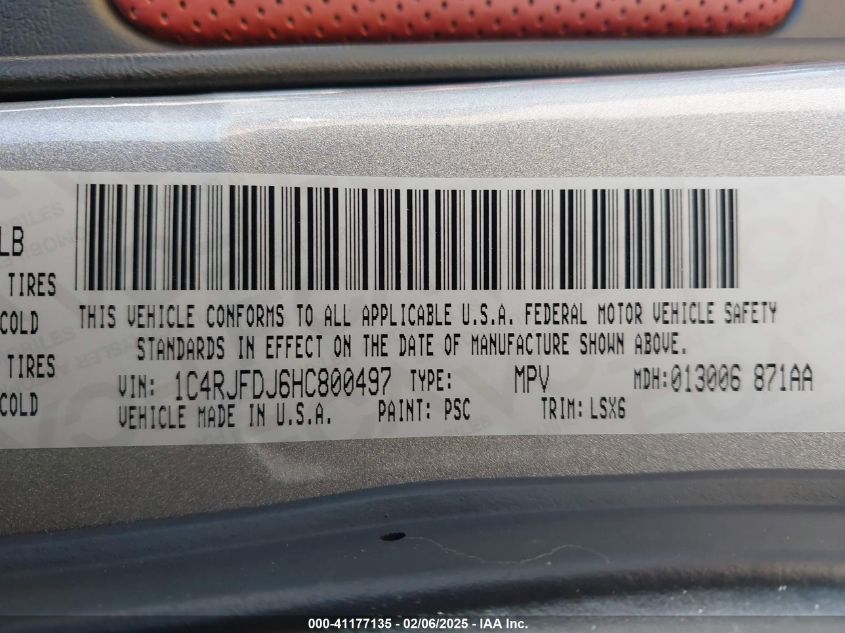 LB
TIRES
COLD
THIS VEHICLE CONFORMS TO ALL APPLICABLE U.S.A. FEDERAL MOTOR VEHICLE SAFETY
STANDARDS IN EFFECT ON THE DATE OF MANUFACTURE SHOWN ABOVE.
TIRES
COLD
VIN: 1C4RJFDJ6HC800497 TYPE: MPV MDH:013006 871AA
VEHICLE MADE IN U.S.A. PAINT: PSC TRIM: LSX6
000-41177135 - 02/06/2025 - IAA Inc.